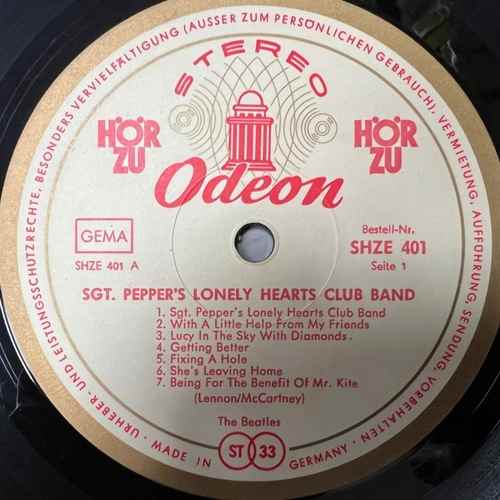 URHEBER- UND LEISTUNGSSCHUTZRECHTE, BESONDERS VERVIELFÄLTIGUNG (AUSSER ZUM PERSÖNLICHEN GEBRAUCH), VERMIETUNG, AUFFÜHRUNG, SENDUNG, VORBEHALTEN.
STEREO
HÖR
ZU
HÖR
ZU
Odeon
GEMA
SHZE 401 A
Bestell-Nr.
SHZE 401
Seite 1
SGT. PEPPER'S LONELY HEARTS CLUB BAND
1. Sgt. Pepper's Lonely Hearts Club Band
2. With A Little Help From My Friends
3. Lucy In The Sky With Diamonds.
4. Getting Better
5. Fixing A Hole
6. She's Leaving Home
7. Being For The Benefit Of Mr. Kite
(Lennon/McCartney)
The Beatles
ST 33
MADE IN GERMANY